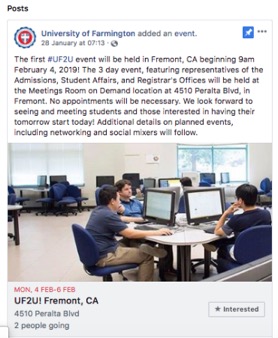 Posts
University of Farmington added an event.
28 January at 07:13 ·
The first #UF2U event will be held in Fremont, CA beginning 9am
February 4, 2019! The 3 day event, featuring representatives of the
Admissions, Student Affairs, and Registrar's Offices will be held at
the Meetings Room on Demand location at 4510 Peralta Blvd, in
Fremont. No appointments will be necessary. We look forward to
seeing and meeting students and those interested in having their
tomorrow start today! Additional details on planned events,
including networking and social mixers will follow.
MON, 4 FEB-6 FEB
UF2U! Fremont, CA
4510 Peralta Blvd
2 people going
★ Interested